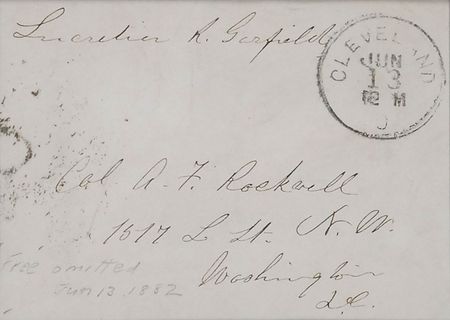 Lucretia R. Garfield
CLEVELAND
JUN
13
12 M
O
Col A. F. Rockwell
1517 L St. N. W.
Washington
D.C.
Free omitted
Jun 13, 1882